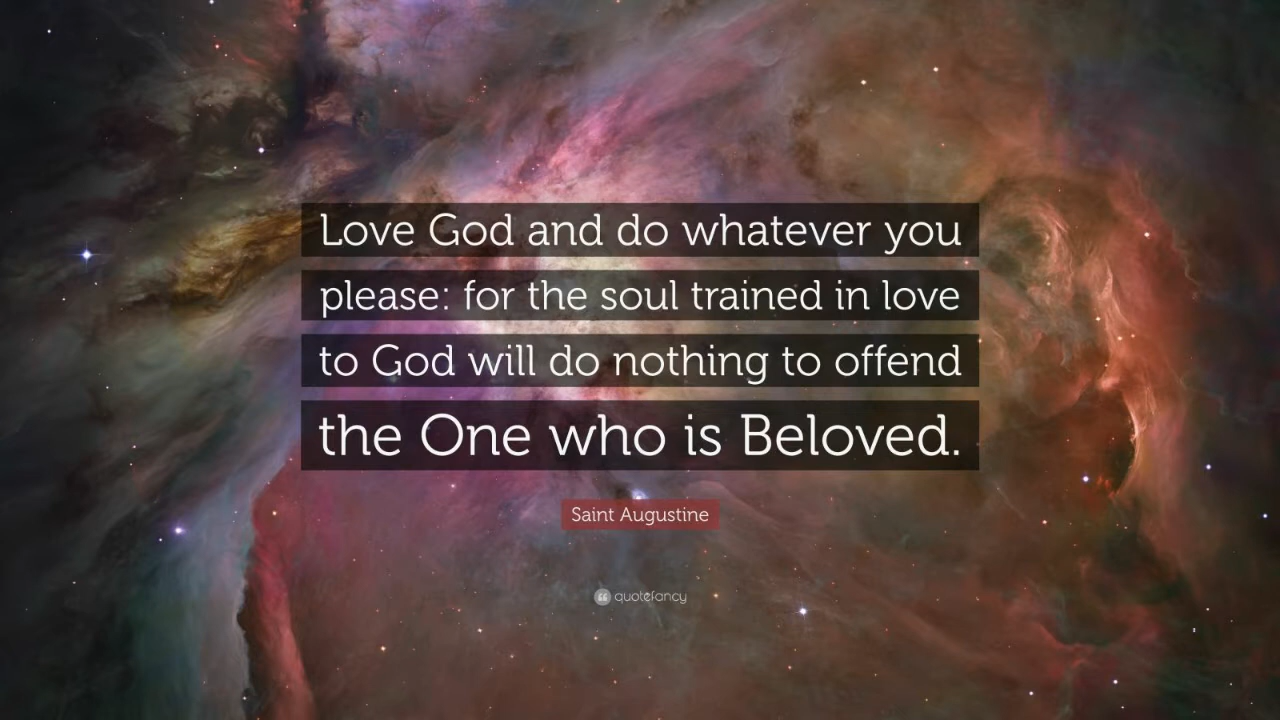 Love God and do whatever you
please: for the soul trained in love
to God will do nothing to offend
the One who is Beloved.
Saint Augustine
quotefancy